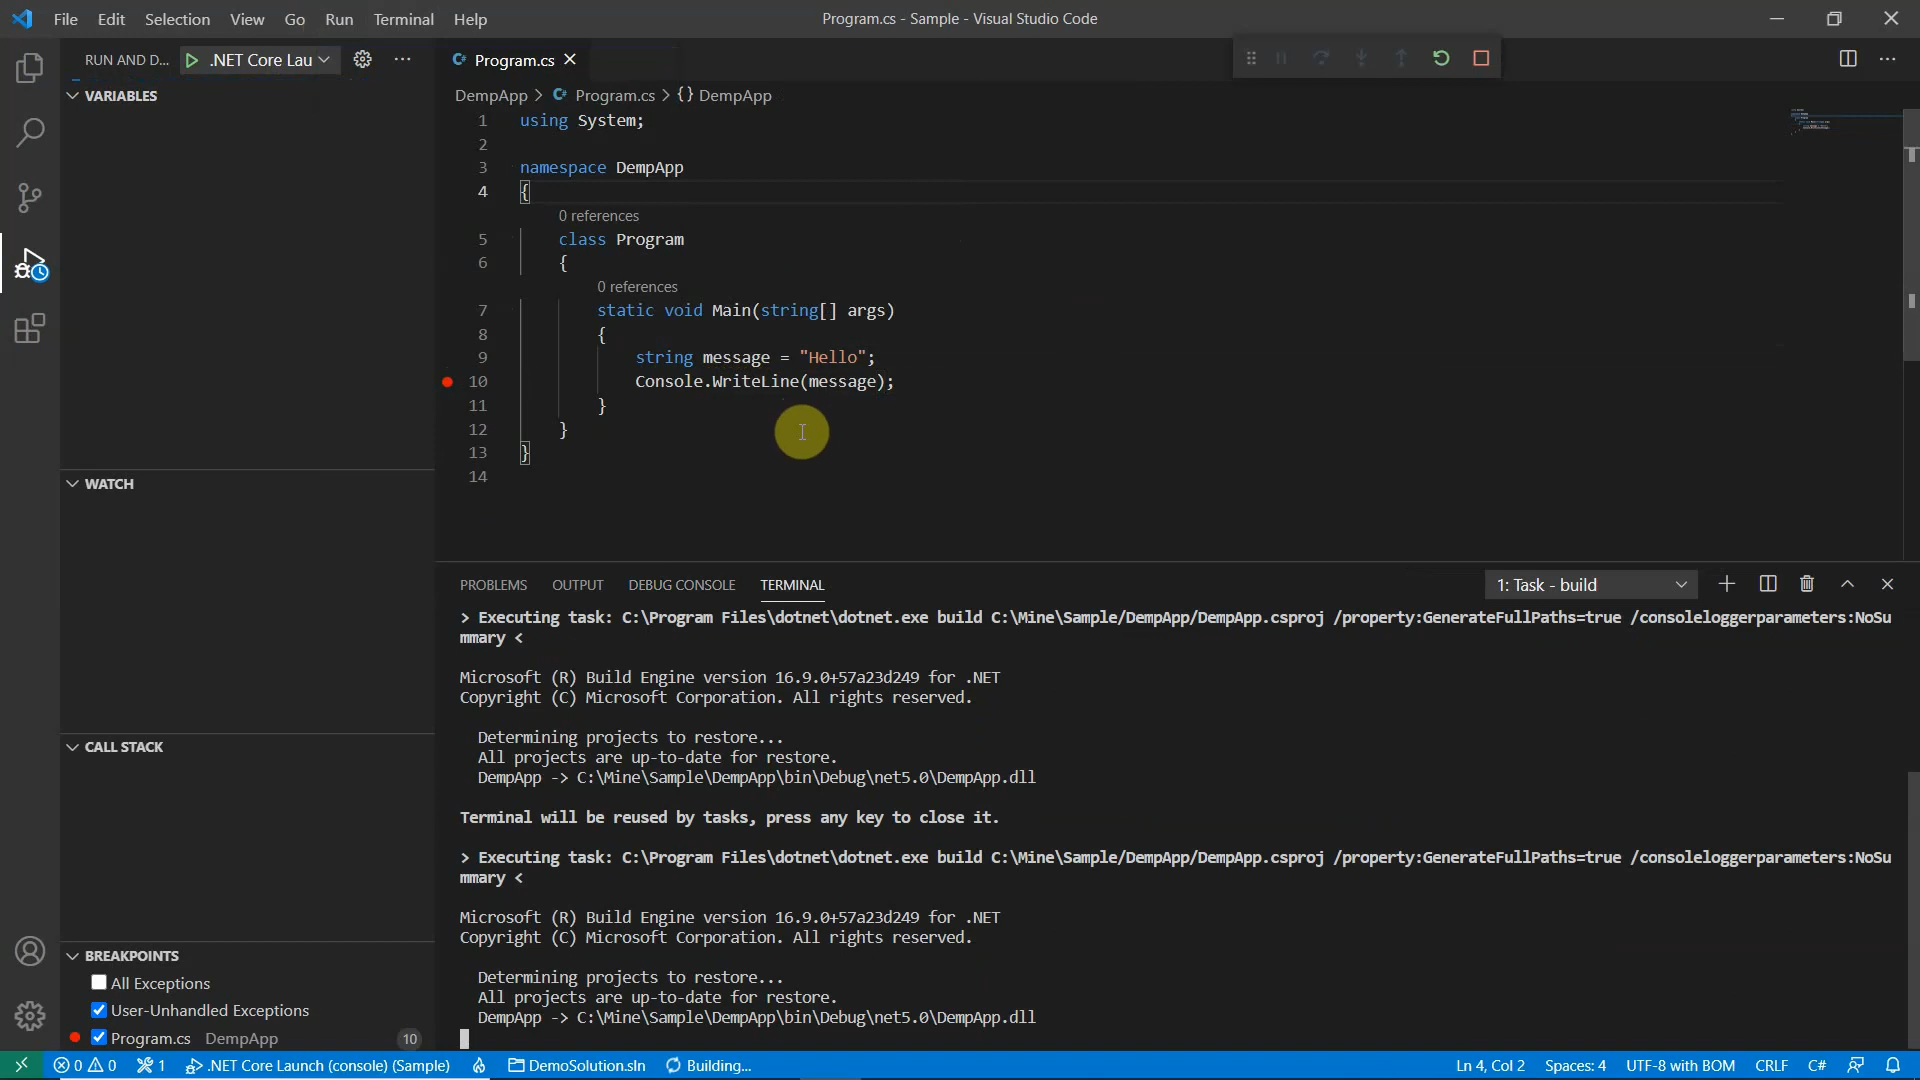 File Edit Selection View Go Run Terminal Help
Program.cs - Sample - Visual Studio Code
RUN AND D... .NET Core Lau
C# Program.cs
VARIABLES
DempApp > C# Program.cs > {} DempApp
1 using System;
2
3 namespace DempApp
4 {
0 references
5 class Program
6 {
0 references
7 static void Main(string[] args)
8 {
9 string message = "Hello";
10 Console.WriteLine(message);
11 }
12 }
13 }
14
WATCH
CALL STACK
BREAKPOINTS
All Exceptions
User-Unhandled Exceptions
Program.cs DempApp 10
PROBLEMS OUTPUT DEBUG CONSOLE TERMINAL
1: Task - build
> Executing task: C:\Program Files\dotnet\dotnet.exe build C:\Mine\Sample/DempApp/DempApp.csproj /property:GenerateFullPaths=true /consoleloggerparameters:NoSu
mmary <
Microsoft (R) Build Engine version 16.9.0+57a23d249 for .NET
Copyright (C) Microsoft Corporation. All rights reserved.
Determining projects to restore...
All projects are up-to-date for restore.
DempApp -> C:\Mine\Sample\DempApp\bin\Debug\net5.0\DempApp.dll
Terminal will be reused by tasks, press any key to close it.
> Executing task: C:\Program Files\dotnet\dotnet.exe build C:\Mine\Sample/DempApp/DempApp.csproj /property:GenerateFullPaths=true /consoleloggerparameters:NoSu
mmary <
Microsoft (R) Build Engine version 16.9.0+57a23d249 for .NET
Copyright (C) Microsoft Corporation. All rights reserved.
Determining projects to restore...
All projects are up-to-date for restore.
DempApp -> C:\Mine\Sample\DempApp\bin\Debug\net5.0\DempApp.dll
0 0 1 .NET Core Launch (console) (Sample) DemoSolution.sln Building...
Ln 4, Col 2 Spaces: 4 UTF-8 with BOM CRLF C#